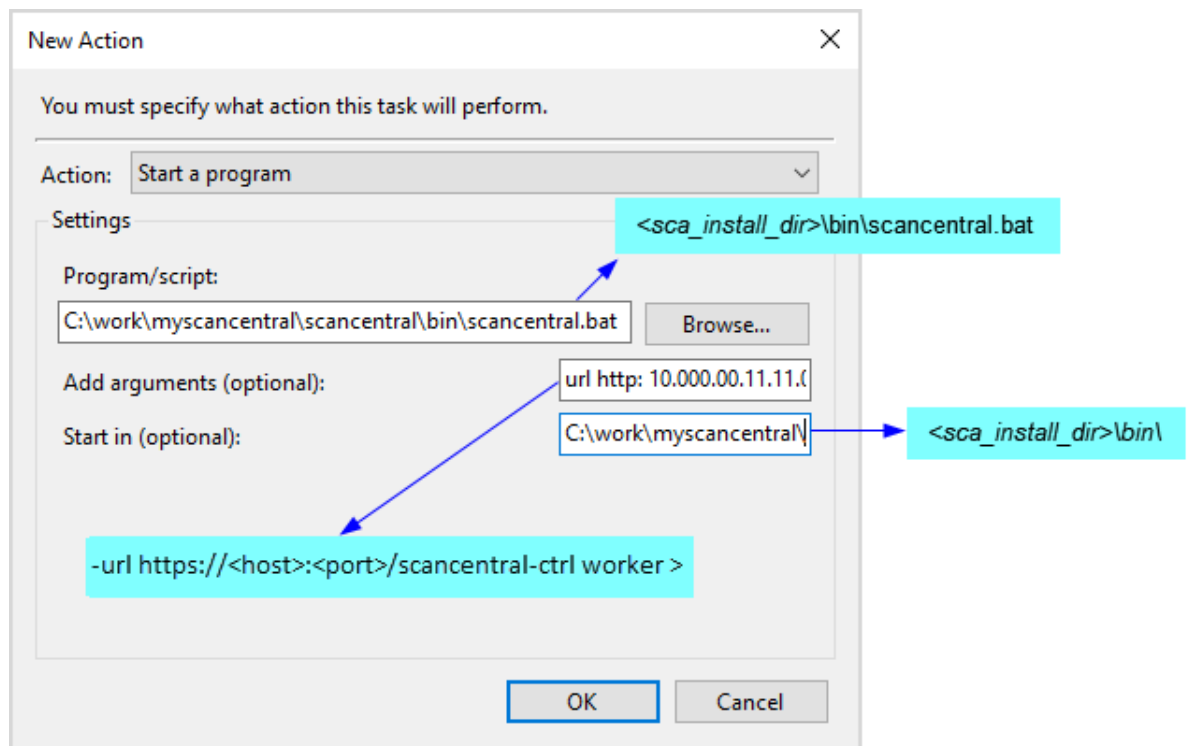 New Action
You must specify what action this task will perform.
Action: Start a program
Settings
<sca_install_dir>\bin\scancentral.bat
Program/script:
C:\work\myscancentral\scancentral\bin\scancentral.bat Browse...
Add arguments (optional): url http: 10.000.00.11.11.(
Start in (optional): C:\work\myscancentral\ <sca_install_dir>\bin\
-url https://<host>:<port>/scancentral-ctrl worker >
OK Cancel